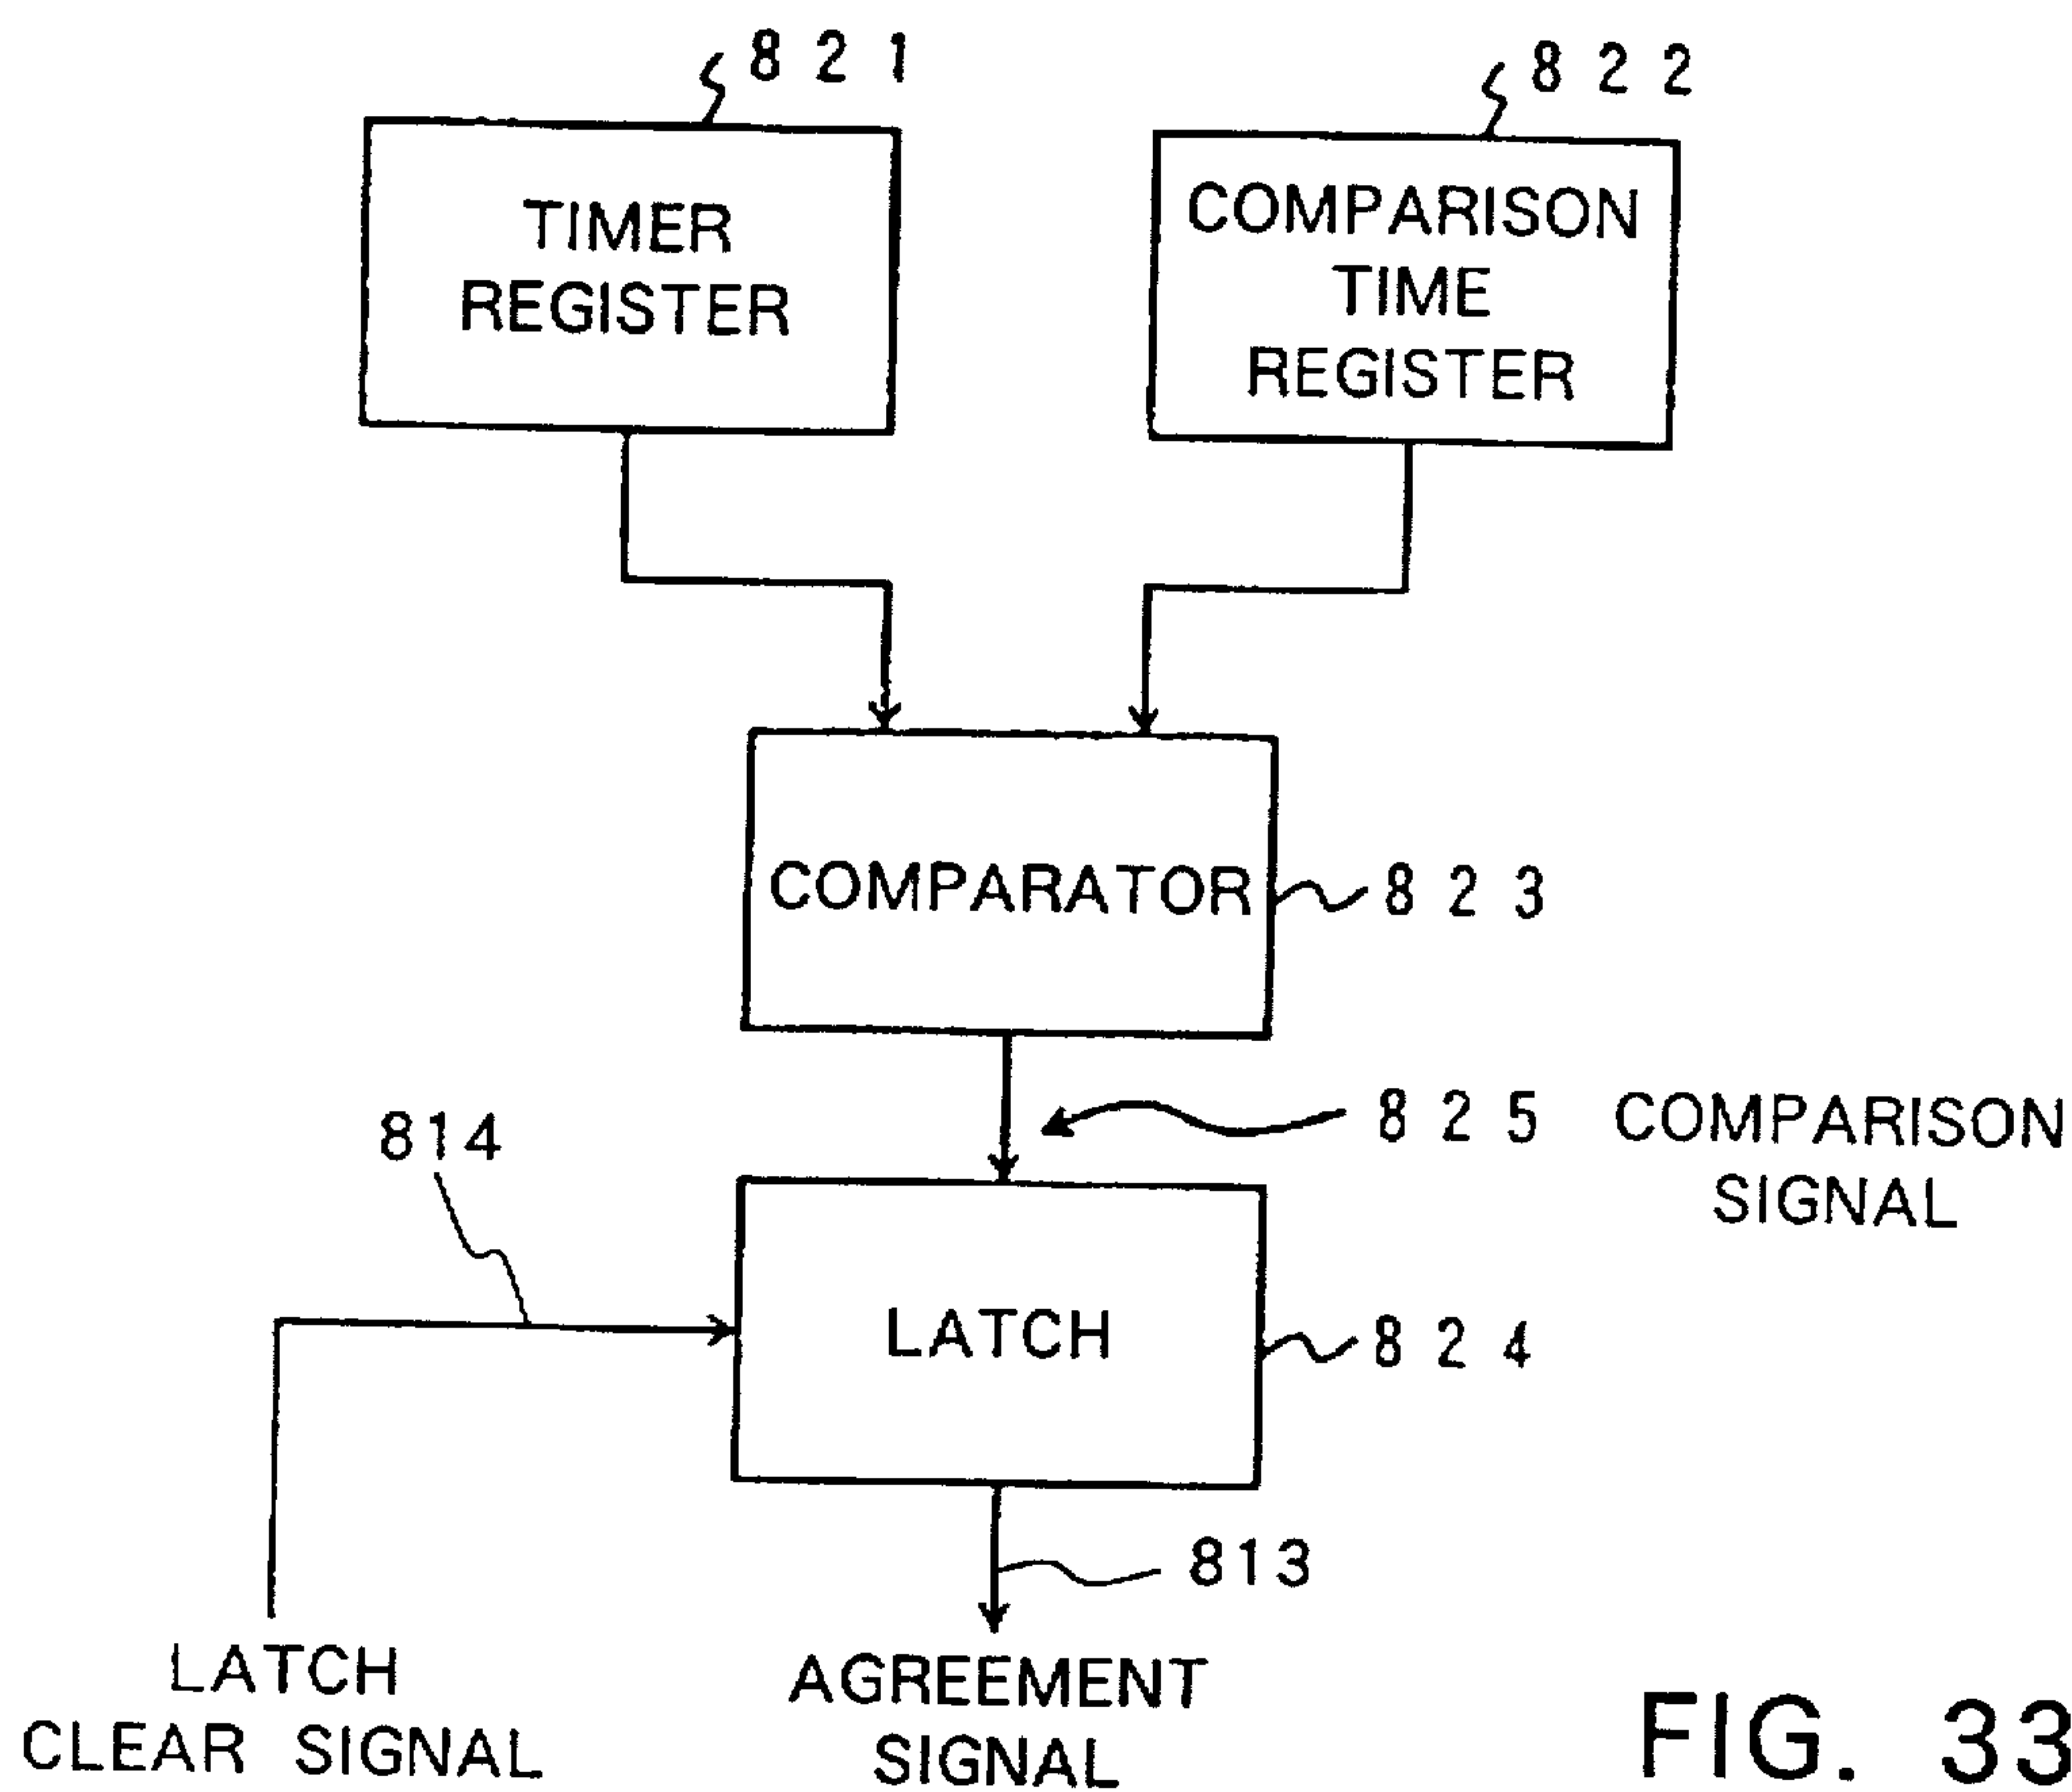 821
822
TIMER
REGISTER
COMPARISON
TIME
REGISTER
COMPARATOR
823
825 COMPARISON
SIGNAL
814
LATCH
824
813
LATCH
CLEAR SIGNAL
AGREEMENT
SIGNAL
FIG. 33